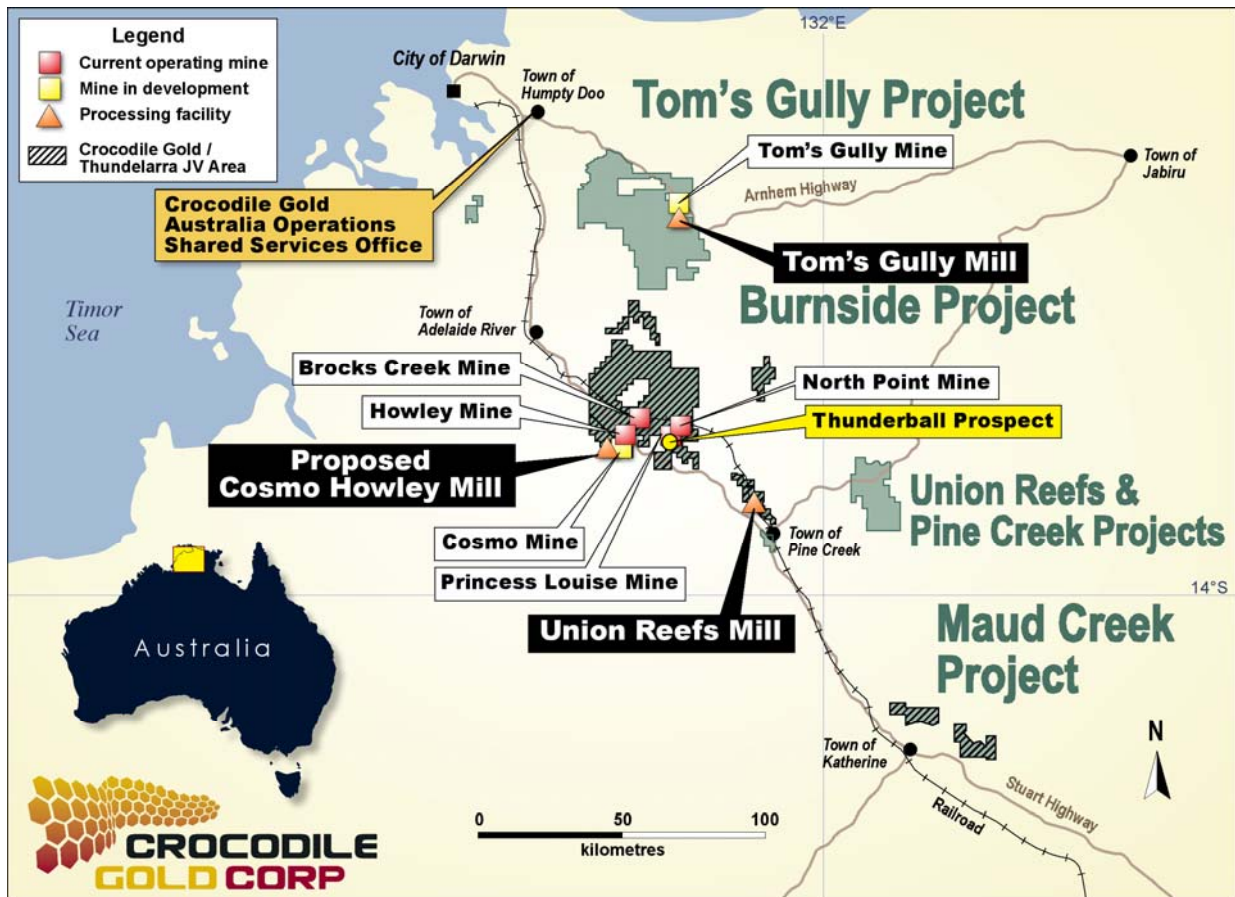 Legend
Current operating mine
Mine in development
Processing facility
Crocodile Gold /
Thundelarra JV Area
City of Darwin
Town of
Humpty Doo
132°E
Tom's Gully Project
Tom's Gully Mine
Town of
Jabiru
Arnhem Highway
Crocodile Gold
Australia Operations
Shared Services Office
Tom's Gully Mill
Burnside Project
Timor
Sea
Town of
Adelaide River
Brocks Creek Mine
North Point Mine
Howley Mine
Thunderball Prospect
Proposed
Cosmo Howley Mill
Union Reefs &
Pine Creek Projects
Cosmo Mine
Town of
Pine Creek
Princess Louise Mine
14°S
Union Reefs Mill
Australia
Maud Creek
Project
Town of
Katherine
N
Stuart Highway
Railroad
0 50 100
kilometres
CROCODILE
GOLD CORP